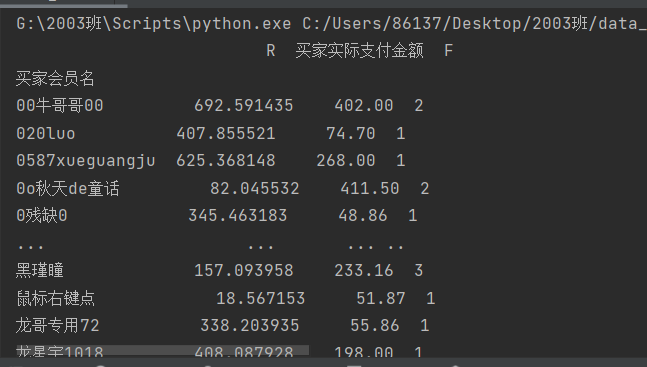 G:\2003班\Scripts\python.exe C:/Users/86137/Desktop/2003班/data_
R 买家实际支付金额 F
买家会员名
00牛哥哥00 692.591435 402.00 2
020luo 407.855521 74.70 1
0587xueguangju 625.368148 268.00 1
0o秋天de童话 82.045532 411.50 2
0残缺0 345.463183 48.86 1
... ... ... ..
黑瑾瞳 157.093958 233.16 3
鼠标右键点 18.567153 51.87 1
龙哥专用72 338.203935 55.86 1
龙星宇1018 408.087928 198.00 1